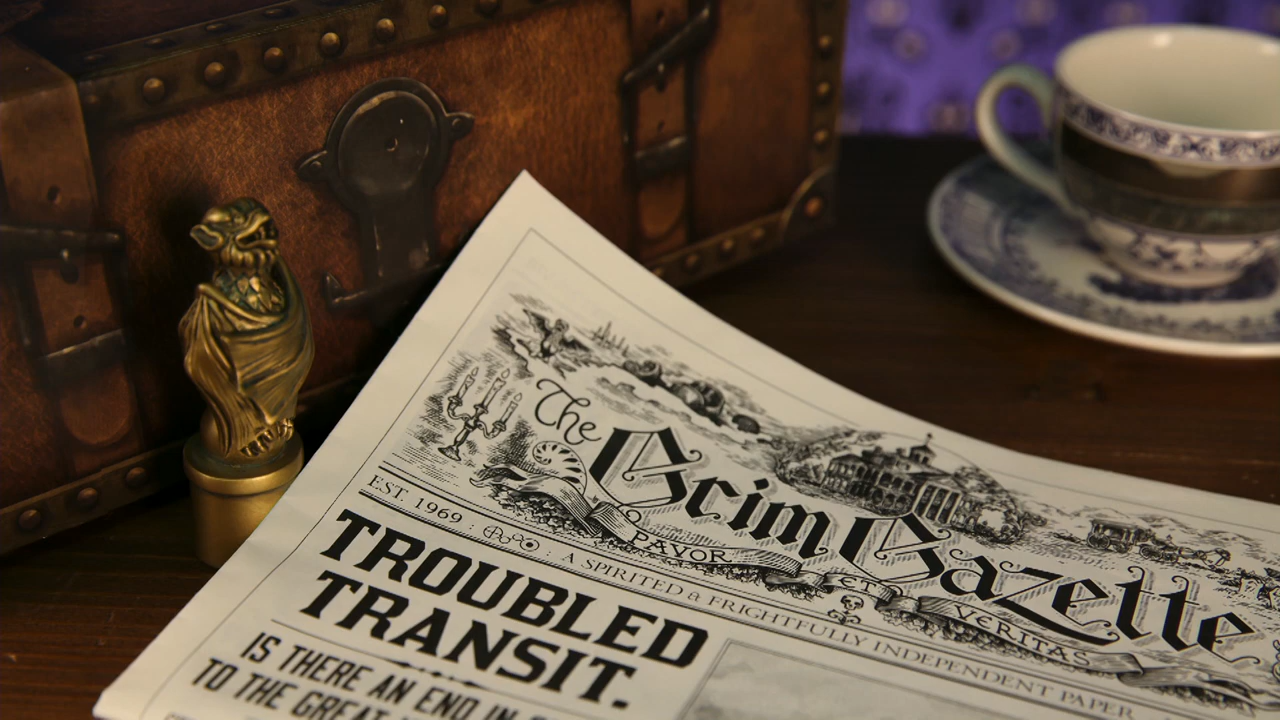 The Grim Gazette
PAVOR ET VERITAS
EST. 1969 : : A SPIRITED & FRIGHTFULLY INDEPENDENT PAPER
TROUBLED
TRANSIT.
IS THERE AN END IN
TO THE GREAT